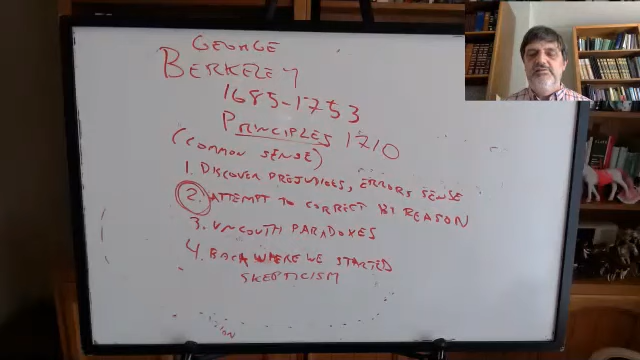 GEORGE
BERKELEY
1685-1753
PRINCIPLES 1710
(COMMON SENSE)
1. DISCOVER PREJUDICES, ERRORS SENSE
2. ATTEMPT TO CORRECT BY REASON
3. UNCOUTH PARADOXES
4. BACK WHERE WE STARTED
SKEPTICISM